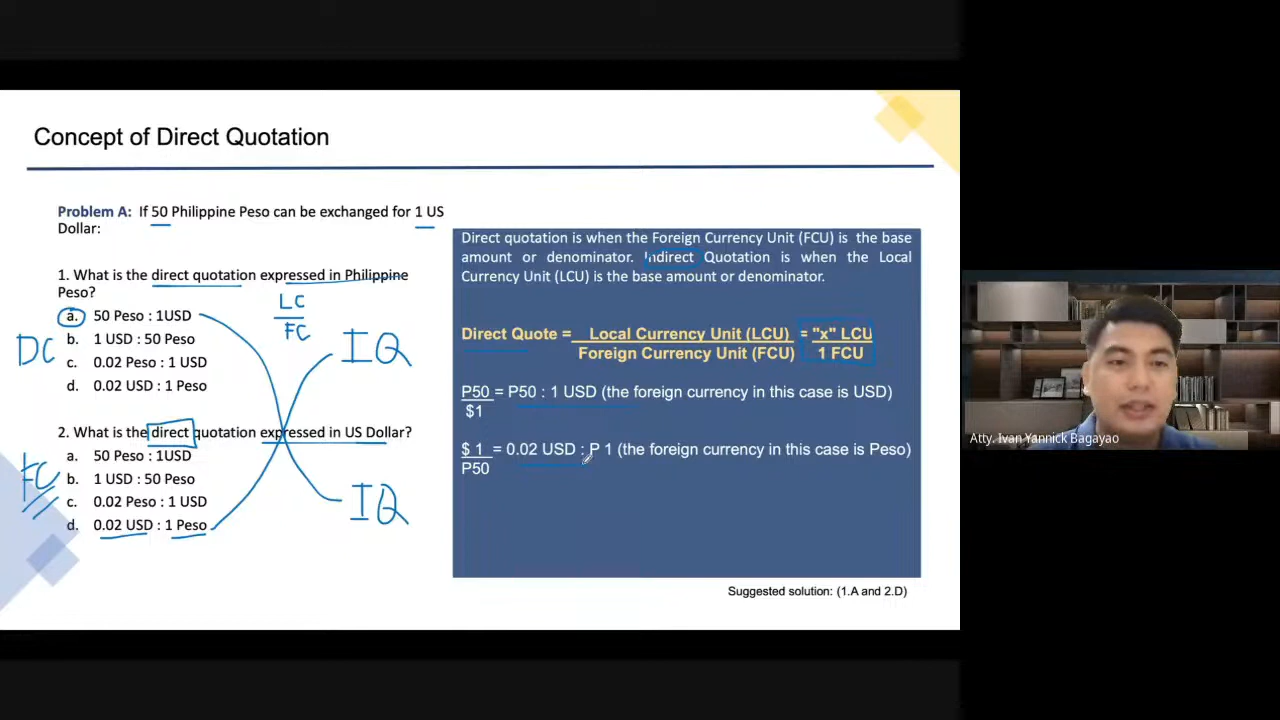 Concept of Direct Quotation
Problem A: If 50 Philippine Peso can be exchanged for 1 US
Dollar:
1. What is the direct quotation expressed in Philippine
Peso?
a. 50 Peso : 1USD
b. 1 USD : 50 Peso
c. 0.02 Peso : 1 USD
d. 0.02 USD : 1 Peso
LC
FC
DC
IQ
2. What is the direct quotation expressed in US Dollar?
a. 50 Peso : 1USD
b. 1 USD : 50 Peso
c. 0.02 Peso : 1 USD
d. 0.02 USD : 1 Peso
FC
IQ
Direct quotation is when the Foreign Currency Unit (FCU) is the base
amount or denominator. Indirect Quotation is when the Local
Currency Unit (LCU) is the base amount or denominator.
Direct Quote = Local Currency Unit (LCU) = "x" LCU
Foreign Currency Unit (FCU) 1 FCU
P50 = P50 : 1 USD (the foreign currency in this case is USD)
$1
$ 1 = 0.02 USD : P 1 (the foreign currency in this case is Peso)
P50
Suggested solution: (1.A and 2.D)
Atty. Ivan Yannick Bagayao